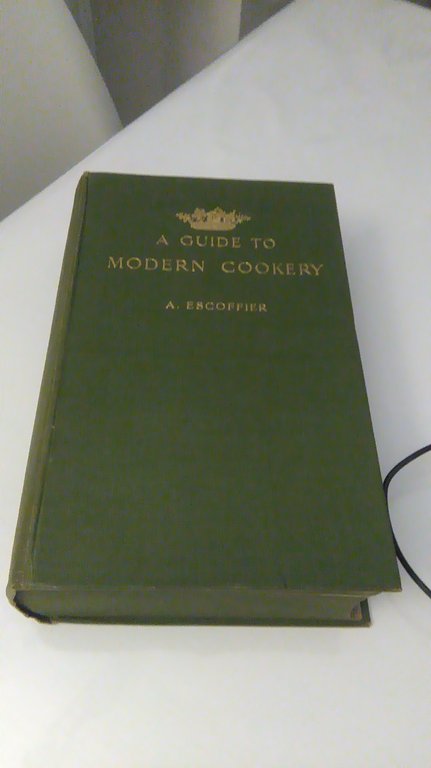 A GUIDE TO
MODERN COOKERY
A. ESCOFFIER